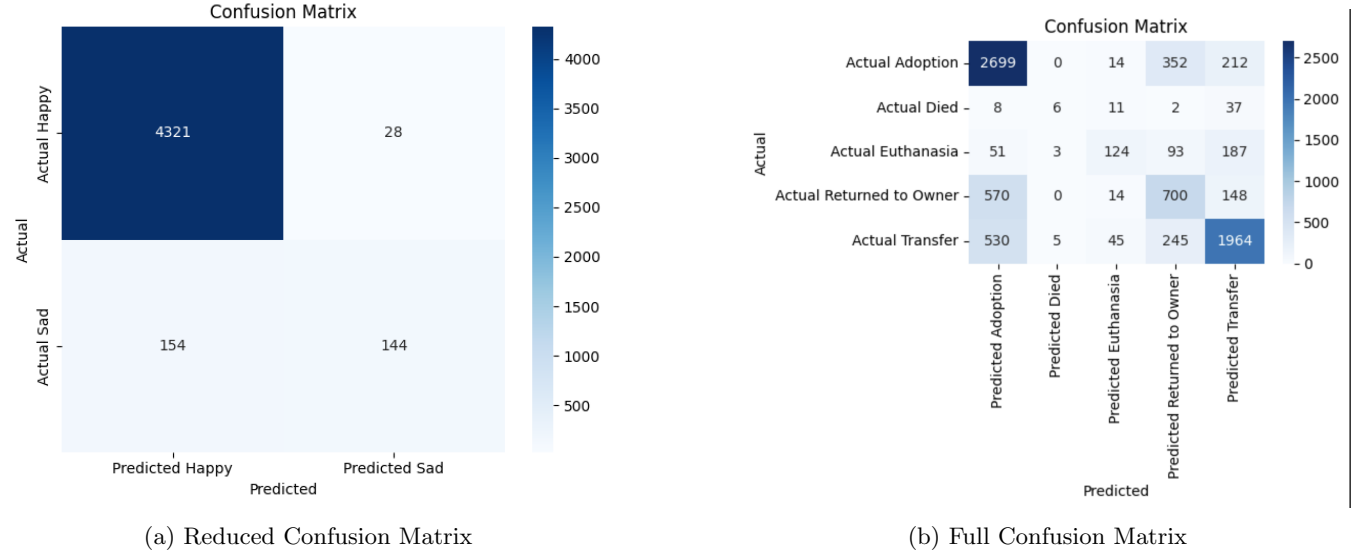 Confusion Matrix
Actual Happy
Actual Sad
Actual
4321 28
154 144
Predicted Happy Predicted Sad
Predicted
4000
3500
3000
2500
2000
1500
1000
500
(a) Reduced Confusion Matrix
Confusion Matrix
Actual
Actual Adoption 2699 0 14 352 212
Actual Died 8 6 11 2 37
Actual Euthanasia 51 3 124 93 187
Actual Returned to Owner 570 0 14 700 148
Actual Transfer 530 5 45 245 1964
Predicted Adoption
Predicted Died
Predicted Euthanasia
Predicted Returned to Owner
Predicted Transfer
Predicted
2500
2000
1500
1000
500
0
(b) Full Confusion Matrix